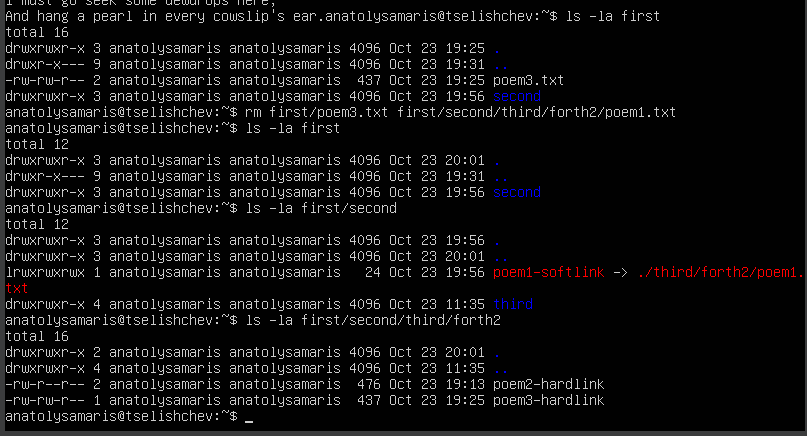 I must go seek some dewdrops here,
And hang a pearl in every cowslip's ear.anatolysamaris@tselishchev:~$ ls -la first
total 16
drwxrwxr-x 3 anatolysamaris anatolysamaris 4096 Oct 23 19:25 .
drwxr-x--- 9 anatolysamaris anatolysamaris 4096 Oct 23 19:31 ..
-rw-rw-r-- 2 anatolysamaris anatolysamaris  437 Oct 23 19:25 poem3.txt
drwxrwxr-x 3 anatolysamaris anatolysamaris 4096 Oct 23 19:56 second
anatolysamaris@tselishchev:~$ rm first/poem3.txt first/second/third/forth2/poem1.txt
anatolysamaris@tselishchev:~$ ls -la first
total 12
drwxrwxr-x 3 anatolysamaris anatolysamaris 4096 Oct 23 20:01 .
drwxr-x--- 9 anatolysamaris anatolysamaris 4096 Oct 23 19:31 ..
drwxrwxr-x 3 anatolysamaris anatolysamaris 4096 Oct 23 19:56 second
anatolysamaris@tselishchev:~$ ls -la first/second
total 12
drwxrwxr-x 3 anatolysamaris anatolysamaris 4096 Oct 23 19:56 .
drwxrwxr-x 3 anatolysamaris anatolysamaris 4096 Oct 23 20:01 ..
lrwxrwxrwx 1 anatolysamaris anatolysamaris   24 Oct 23 19:56 poem1-softlink -> ./third/forth2/poem1.
txt
drwxrwxr-x 4 anatolysamaris anatolysamaris 4096 Oct 23 11:35 third
anatolysamaris@tselishchev:~$ ls -la first/second/third/forth2
total 16
drwxrwxr-x 2 anatolysamaris anatolysamaris 4096 Oct 23 20:01 .
drwxrwxr-x 4 anatolysamaris anatolysamaris 4096 Oct 23 11:35 ..
-rw-r--r-- 2 anatolysamaris anatolysamaris  476 Oct 23 19:13 poem2-hardlink
-rw-rw-r-- 1 anatolysamaris anatolysamaris  437 Oct 23 19:25 poem3-hardlink
anatolysamaris@tselishchev:~$ _